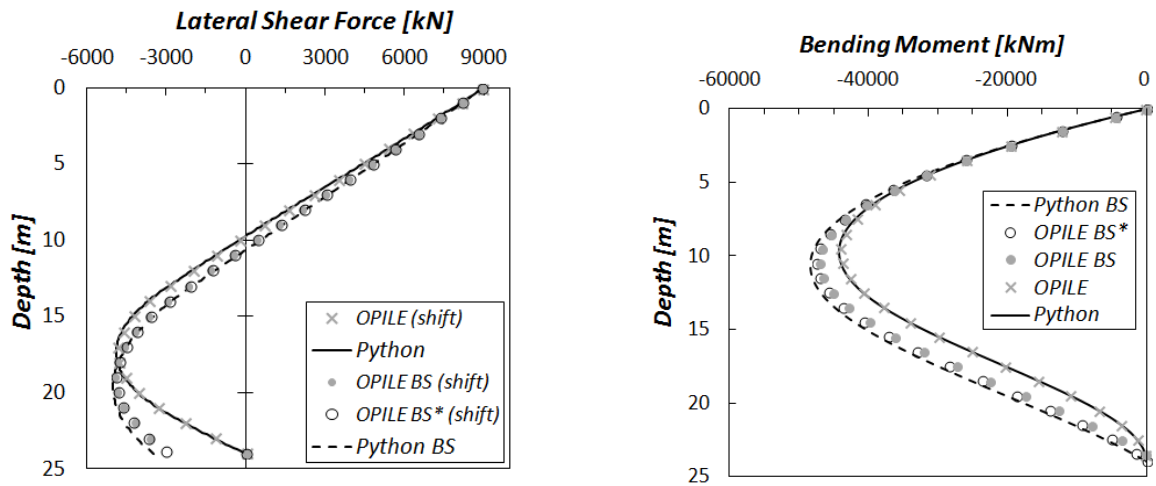 Lateral Shear Force [kN]
-6000 -3000 0 3000 6000 9000
0
5
10
15
20
25
Depth [m]
OPILE (shift)
Python
OPILE BS (shift)
OPILE BS* (shift)
Python BS
Bending Moment [kNm]
-60000 -40000 -20000 0
0
5
10
15
20
25
Depth [m]
Python BS
OPILE BS*
OPILE BS
OPILE
Python